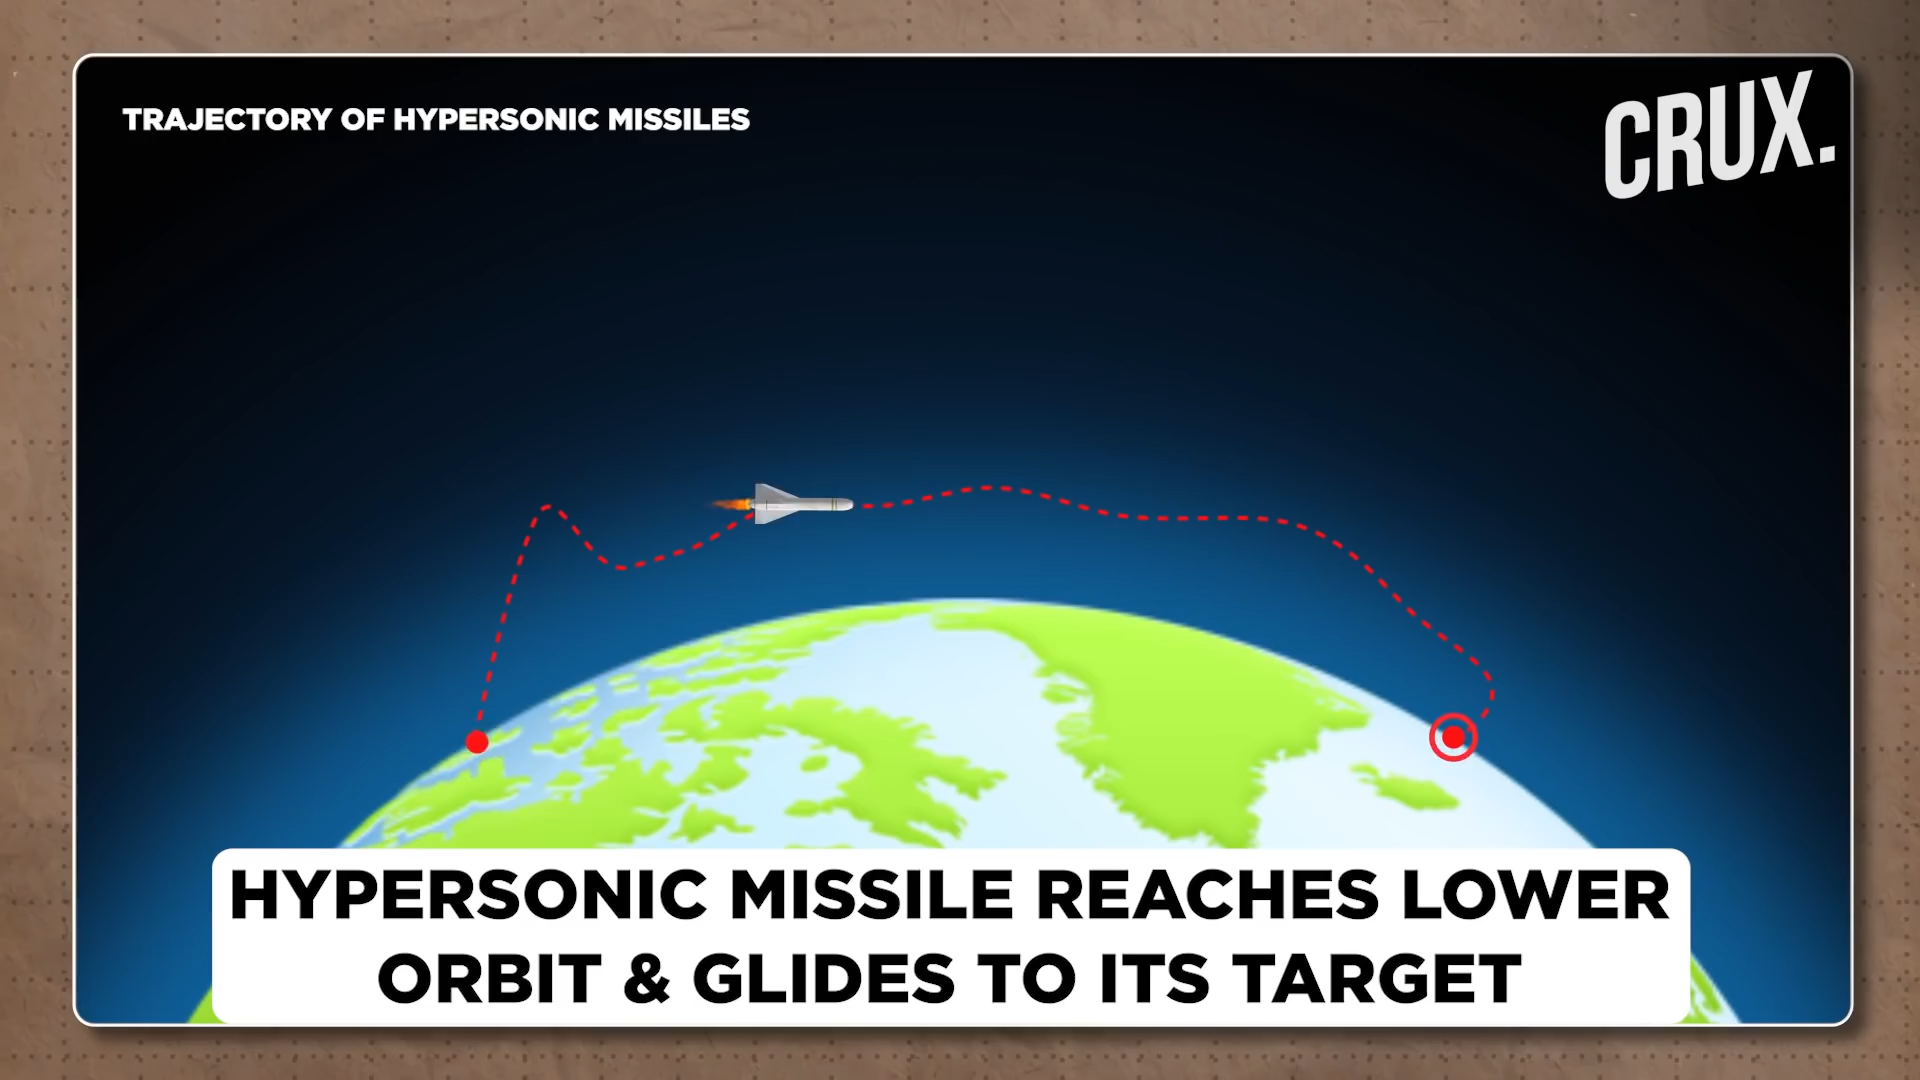 TRAJECTORY OF HYPERSONIC MISSILES
CRUX.
HYPERSONIC MISSILE REACHES LOWER
ORBIT & GLIDES TO ITS TARGET